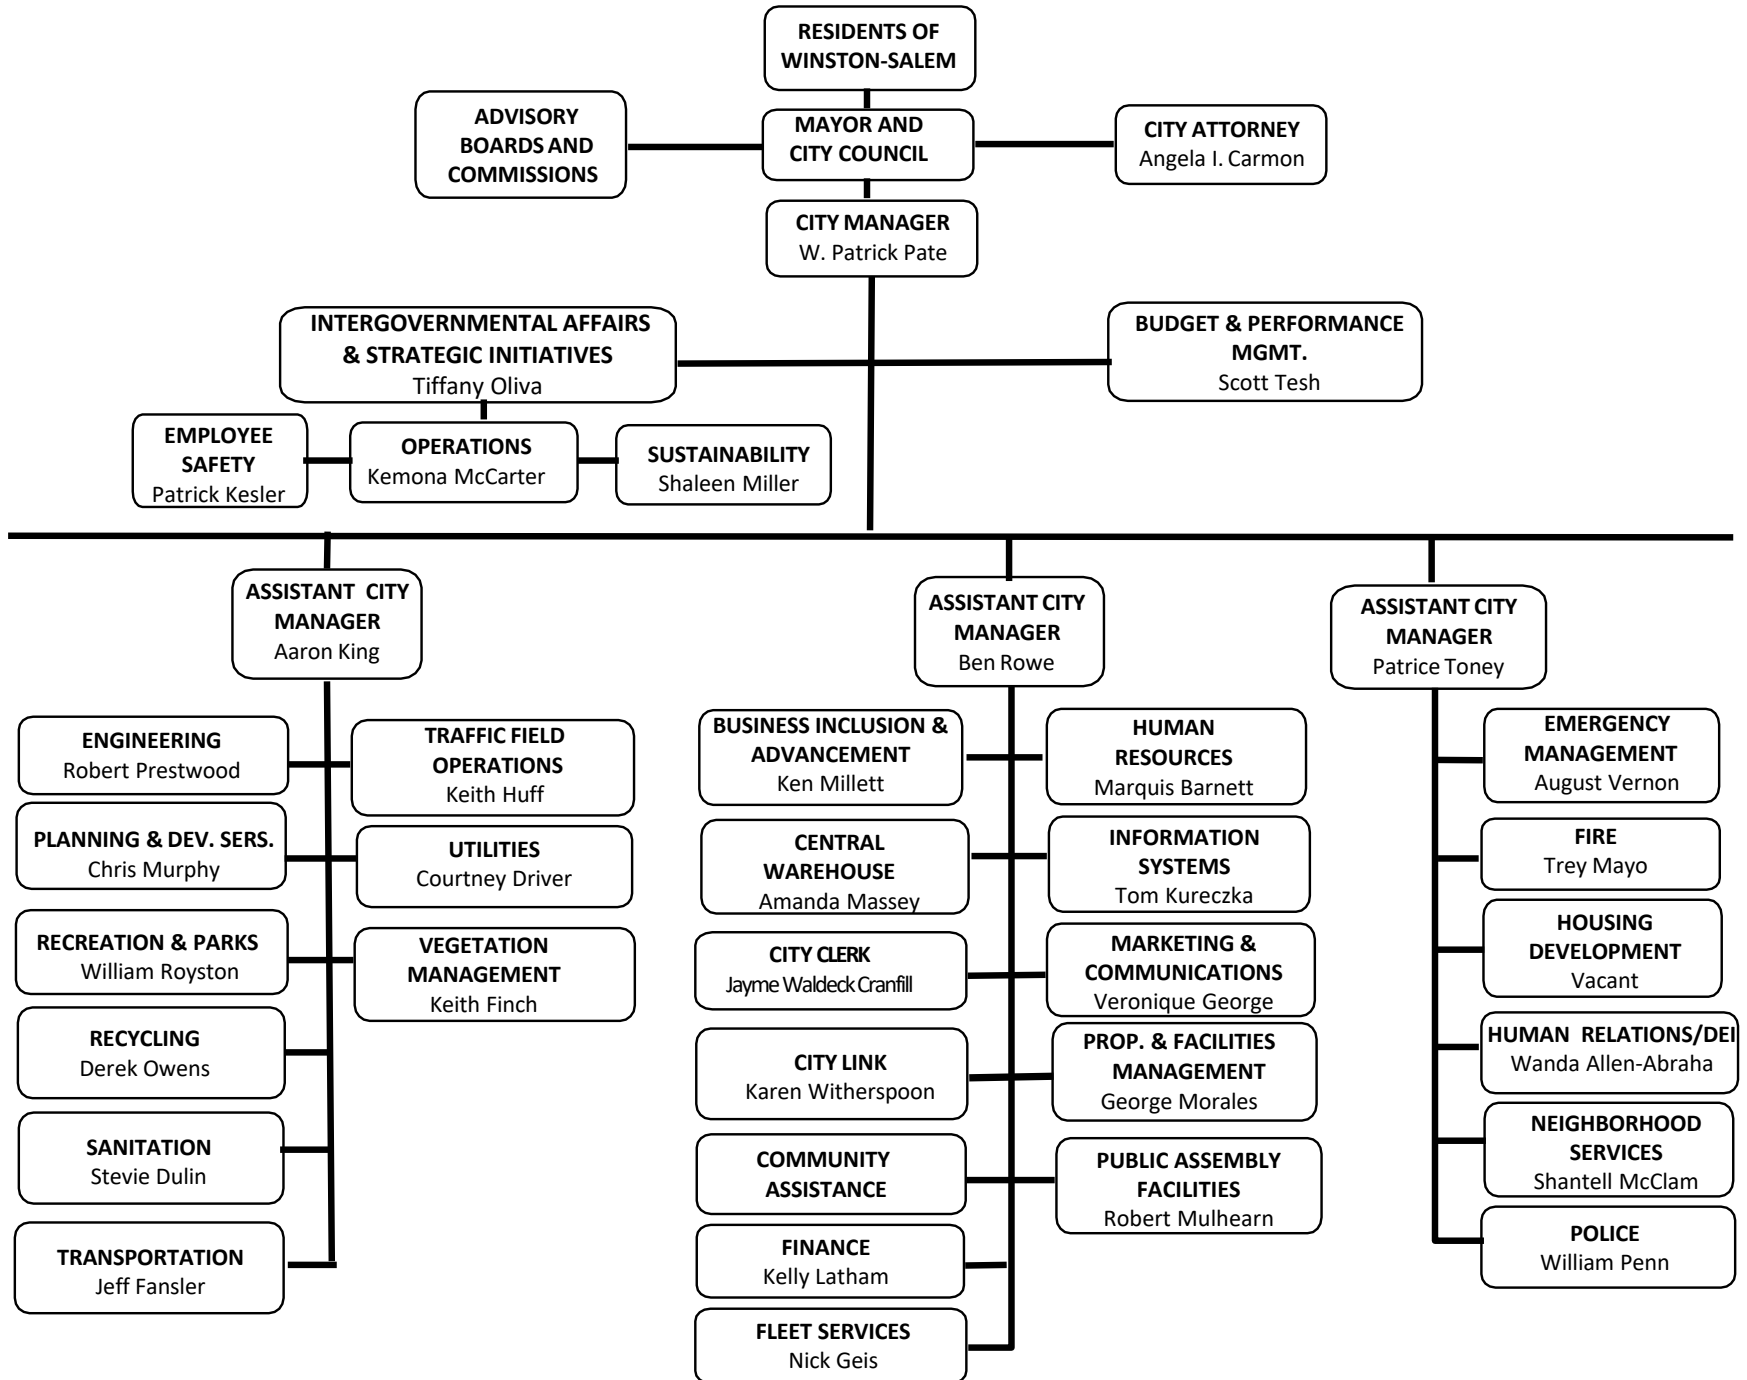 RESIDENTS OF
WINSTON-SALEM
ADVISORY
BOARDS AND
COMMISSIONS
MAYOR AND
CITY COUNCIL
CITY ATTORNEY
Angela I. Carmon
CITY MANAGER
W. Patrick Pate
INTERGOVERNMENTAL AFFAIRS
& STRATEGIC INITIATIVES
Tiffany Oliva
BUDGET & PERFORMANCE
MGMT.
Scott Tesh
EMPLOYEE
SAFETY
Patrick Kesler
OPERATIONS
Kemona McCarter
SUSTAINABILITY
Shaleen Miller
ASSISTANT CITY
MANAGER
Aaron King
ASSISTANT CITY
MANAGER
Ben Rowe
ASSISTANT CITY
MANAGER
Patrice Toney
ENGINEERING
Robert Prestwood
TRAFFIC FIELD
OPERATIONS
Keith Huff
PLANNING & DEV. SERS.
Chris Murphy
UTILITIES
Courtney Driver
RECREATION & PARKS
William Royston
VEGETATION
MANAGEMENT
Keith Finch
RECYCLING
Derek Owens
SANITATION
Stevie Dulin
TRANSPORTATION
Jeff Fansler
BUSINESS INCLUSION &
ADVANCEMENT
Ken Millett
HUMAN
RESOURCES
Marquis Barnett
CENTRAL
WAREHOUSE
Amanda Massey
INFORMATION
SYSTEMS
Tom Kureczka
CITY CLERK
Jayme Waldeck Cranfill
MARKETING &
COMMUNICATIONS
Veronique George
CITY LINK
Karen Witherspoon
PROP. & FACILITIES
MANAGEMENT
George Morales
COMMUNITY
ASSISTANCE
PUBLIC ASSEMBLY
FACILITIES
Robert Mulhearn
FINANCE
Kelly Latham
FLEET SERVICES
Nick Geis
EMERGENCY
MANAGEMENT
August Vernon
FIRE
Trey Mayo
HOUSING
DEVELOPMENT
Vacant
HUMAN RELATIONS/DEI
Wanda Allen-Abraha
NEIGHBORHOOD
SERVICES
Shantell McClam
POLICE
William Penn